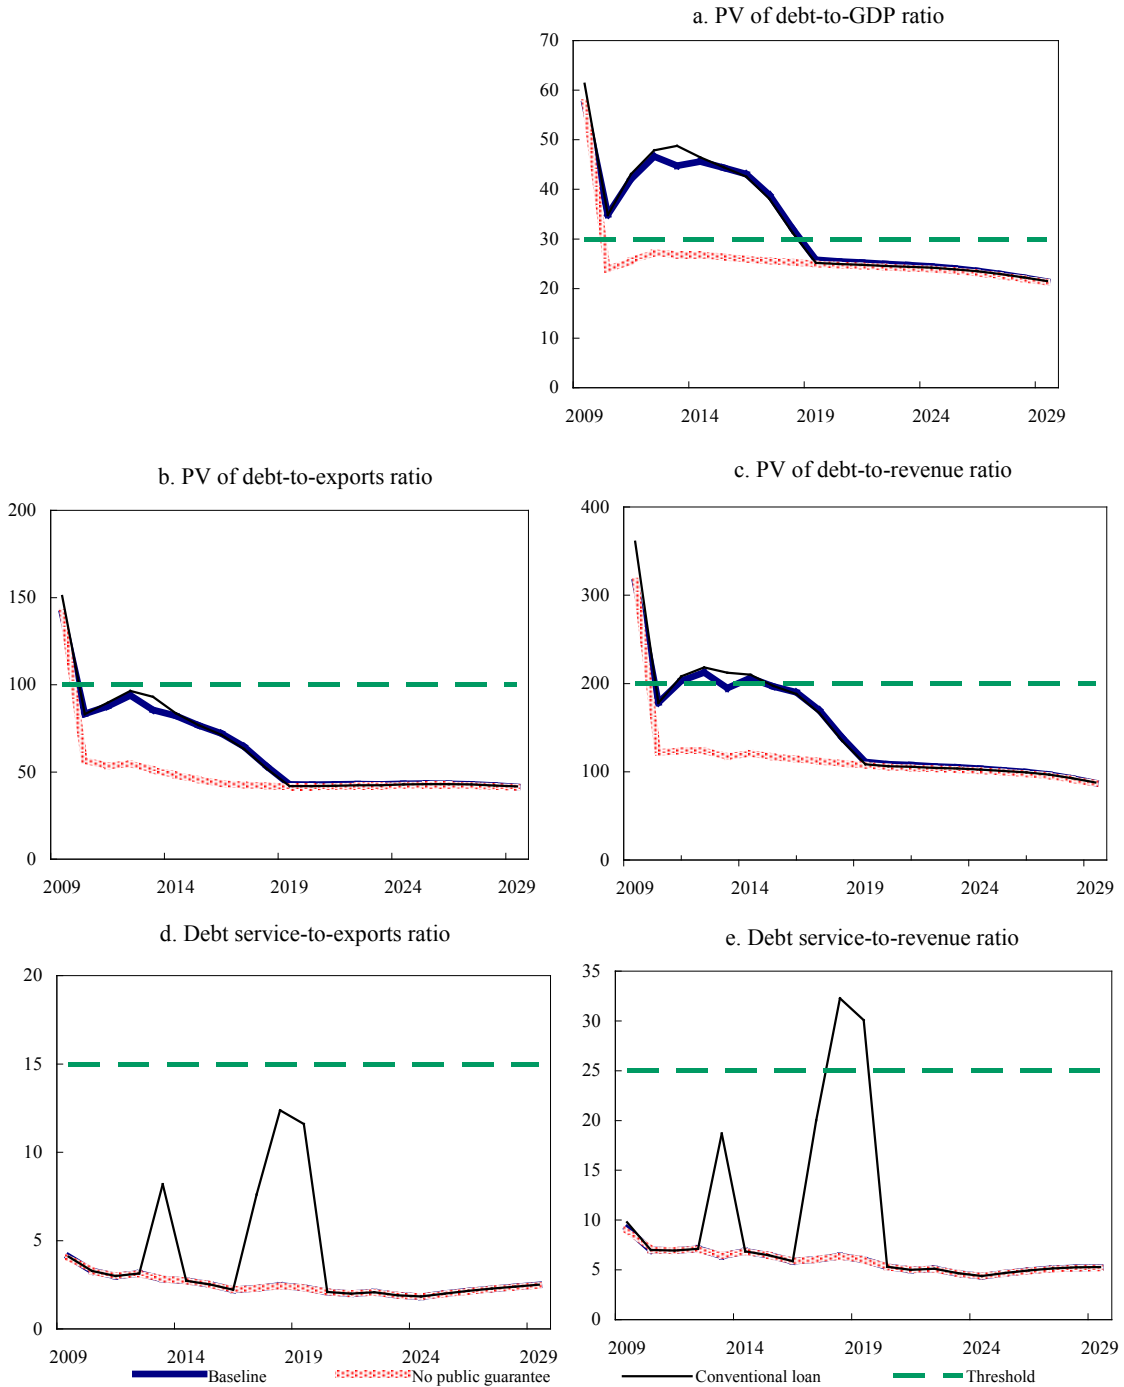 a. PV of debt-to-GDP ratio
70
60
50
40
30
20
10
0
2009 2014 2019 2024 2029
b. PV of debt-to-exports ratio
200
150
100
50
0
2009 2014 2019 2024 2029
c. PV of debt-to-revenue ratio
400
300
200
100
0
2009 2014 2019 2024 2029
d. Debt service-to-exports ratio
20
15
10
5
0
2009 2014 2019 2024 2029
e. Debt service-to-revenue ratio
35
30
25
20
15
10
5
0
2009 2014 2019 2024 2029
Baseline No public guarantee Conventional loan Threshold